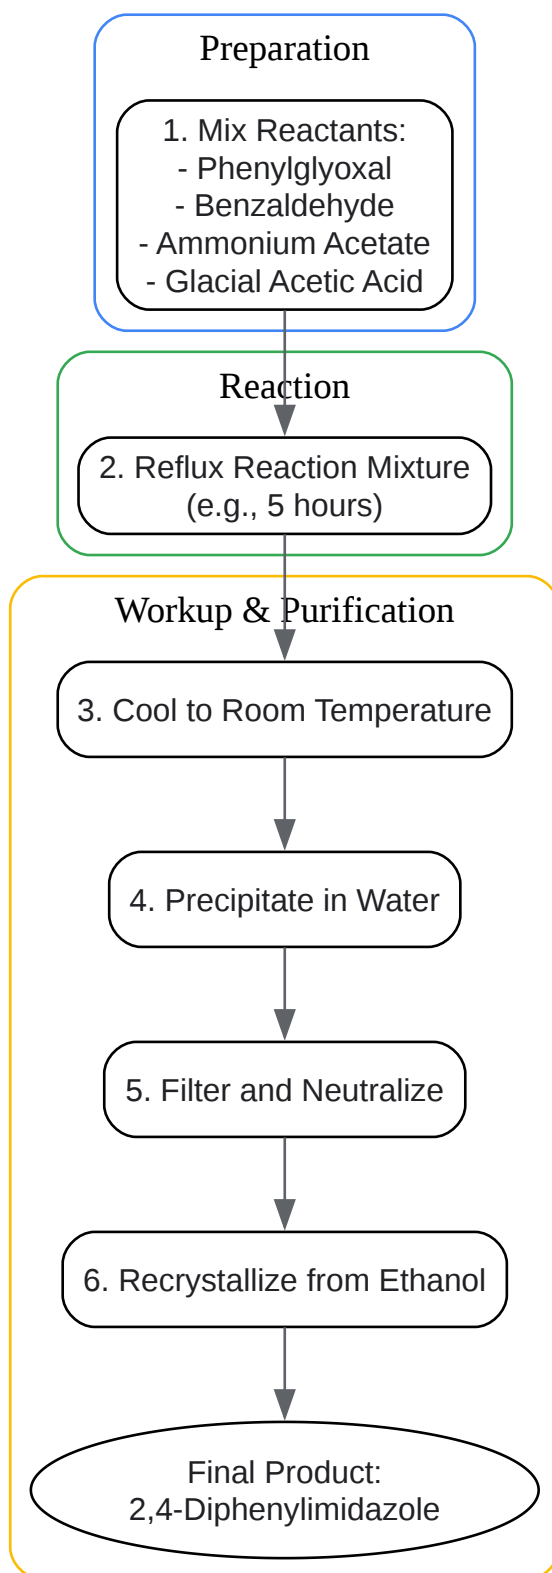 Preparation
1. Mix Reactants:
- Phenylglyoxal
- Benzaldehyde
- Ammonium Acetate
- Glacial Acetic Acid
Reaction
2. Reflux Reaction Mixture
(e.g., 5 hours)
Workup & Purification
3. Cool to Room Temperature
4. Precipitate in Water
5. Filter and Neutralize
6. Recrystallize from Ethanol
Final Product:
2,4-Diphenylimidazole